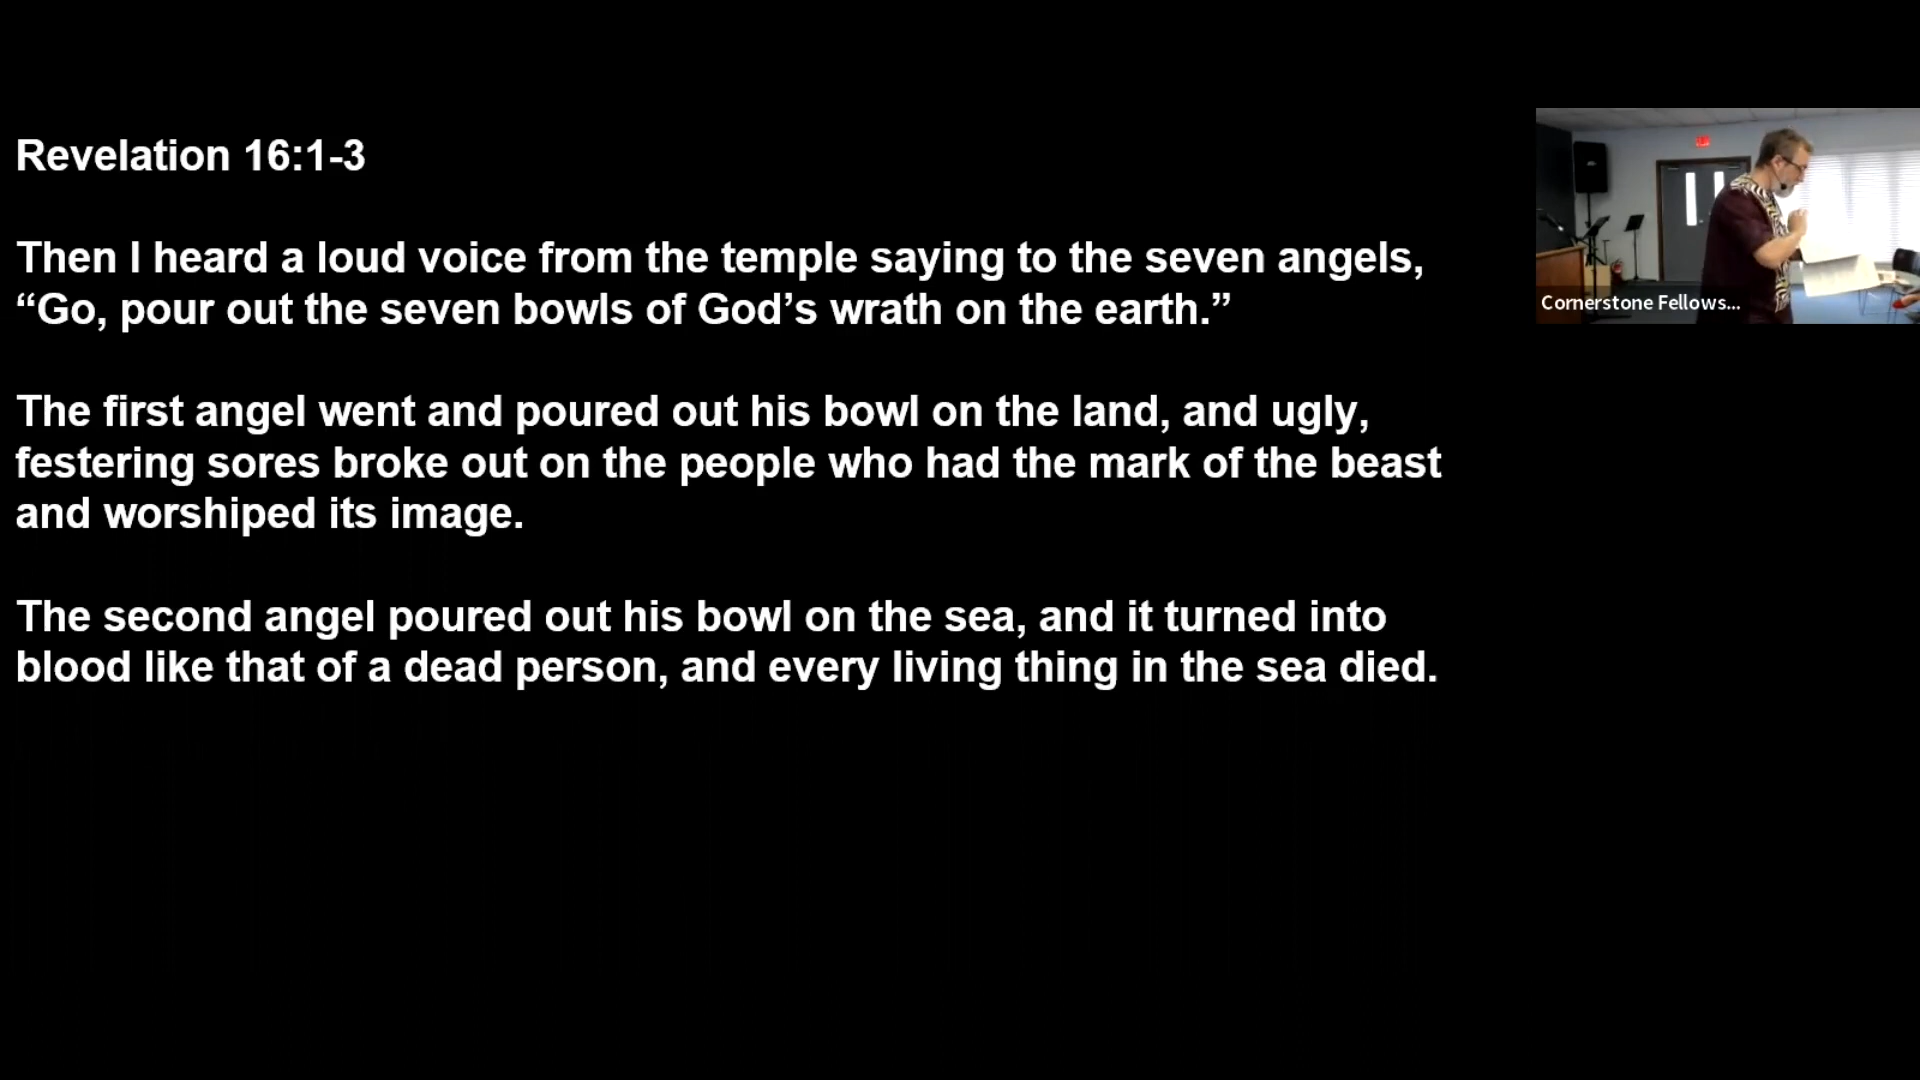 Revelation 16:1-3
Then I heard a loud voice from the temple saying to the seven angels,
“Go, pour out the seven bowls of God’s wrath on the earth.”
The first angel went and poured out his bowl on the land, and ugly,
festering sores broke out on the people who had the mark of the beast
and worshiped its image.
The second angel poured out his bowl on the sea, and it turned into
blood like that of a dead person, and every living thing in the sea died.
Cornerstone Fellows...